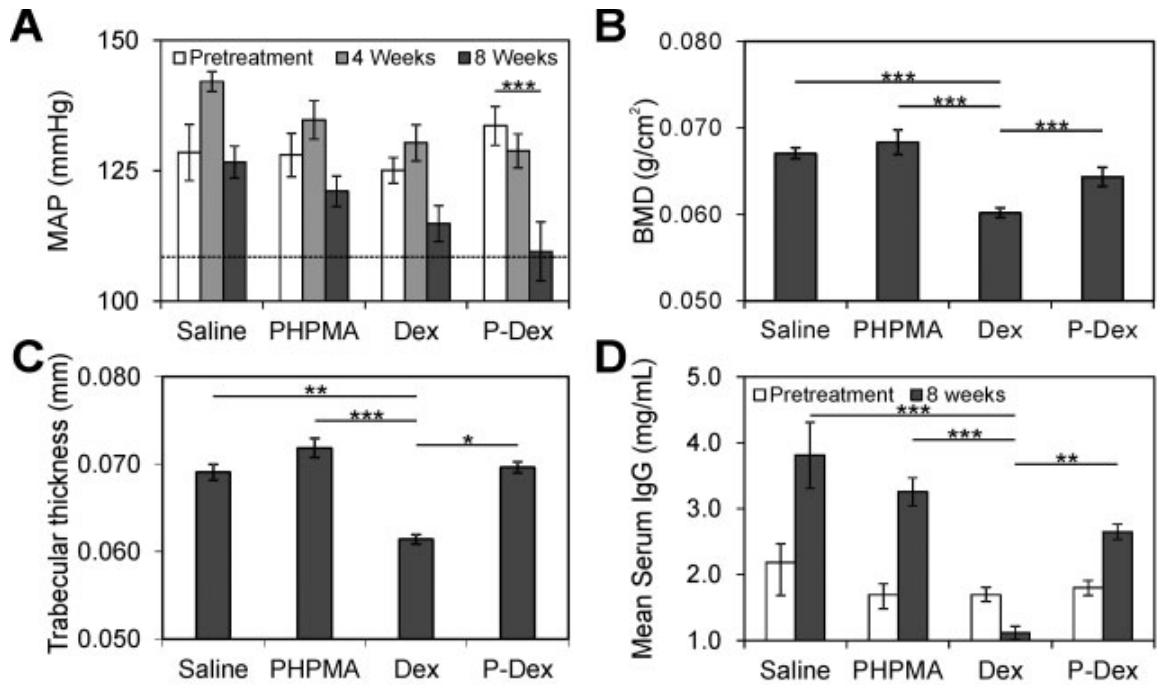 A
MAP (mmHg)
150
125
100
Pretreatment 4 Weeks 8 Weeks
***
Saline PHPMA Dex P-Dex
B
BMD (g/cm²)
0.080
0.070
0.060
0.050
***
***
***
Saline PHPMA Dex P-Dex
C
Trabecular thickness (mm)
0.080
0.070
0.060
0.050
**
***
*
Saline PHPMA Dex P-Dex
D
Mean Serum IgG (mg/mL)
5.0
4.0
3.0
2.0
1.0
Pretreatment 8 weeks
***
***
**
Saline PHPMA Dex P-Dex